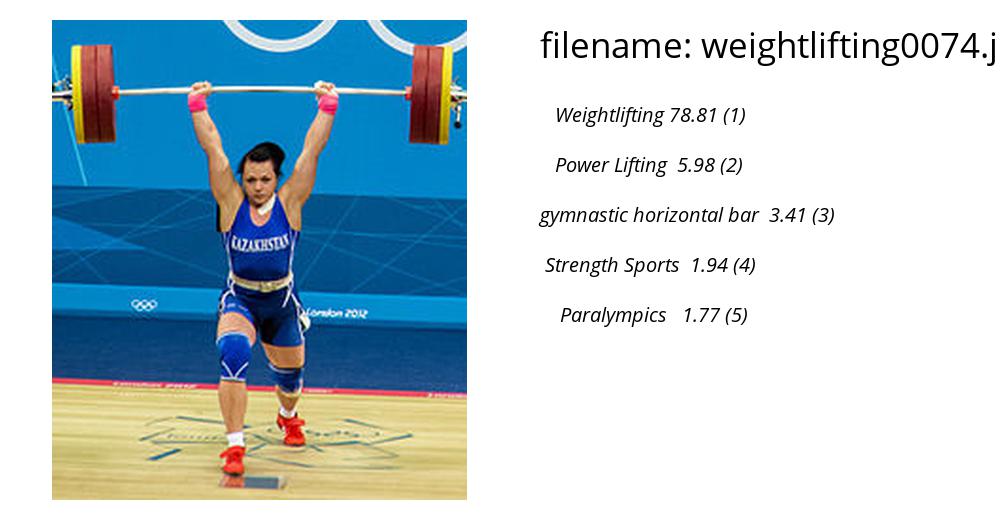 filename: weightlifting0074.j
Weightlifting 78.81 (1)
Power Lifting 5.98 (2)
gymnastic horizontal bar 3.41 (3)
Strength Sports 1.94 (4)
Paralympics 1.77 (5)
KAZAKHSTAN
London 2012